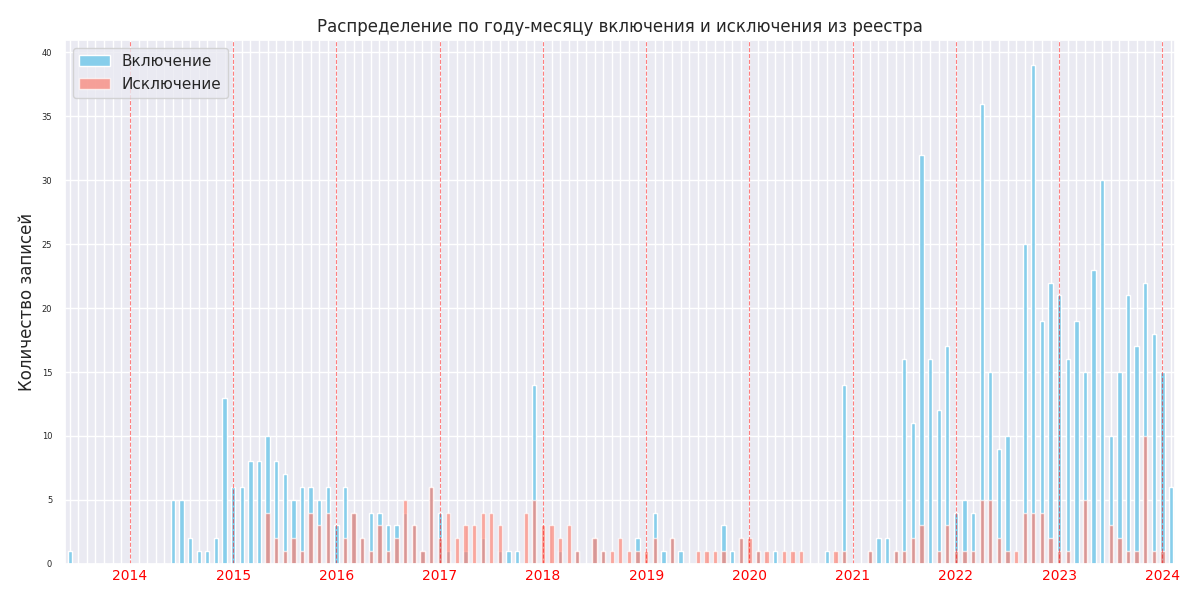 Распределение по году-месяцу включения и исключения из реестра
Включение
Исключение
Количество записей
40
35
30
25
20
15
10
5
0
2014 2015 2016 2017 2018 2019 2020 2021 2022 2023 2024